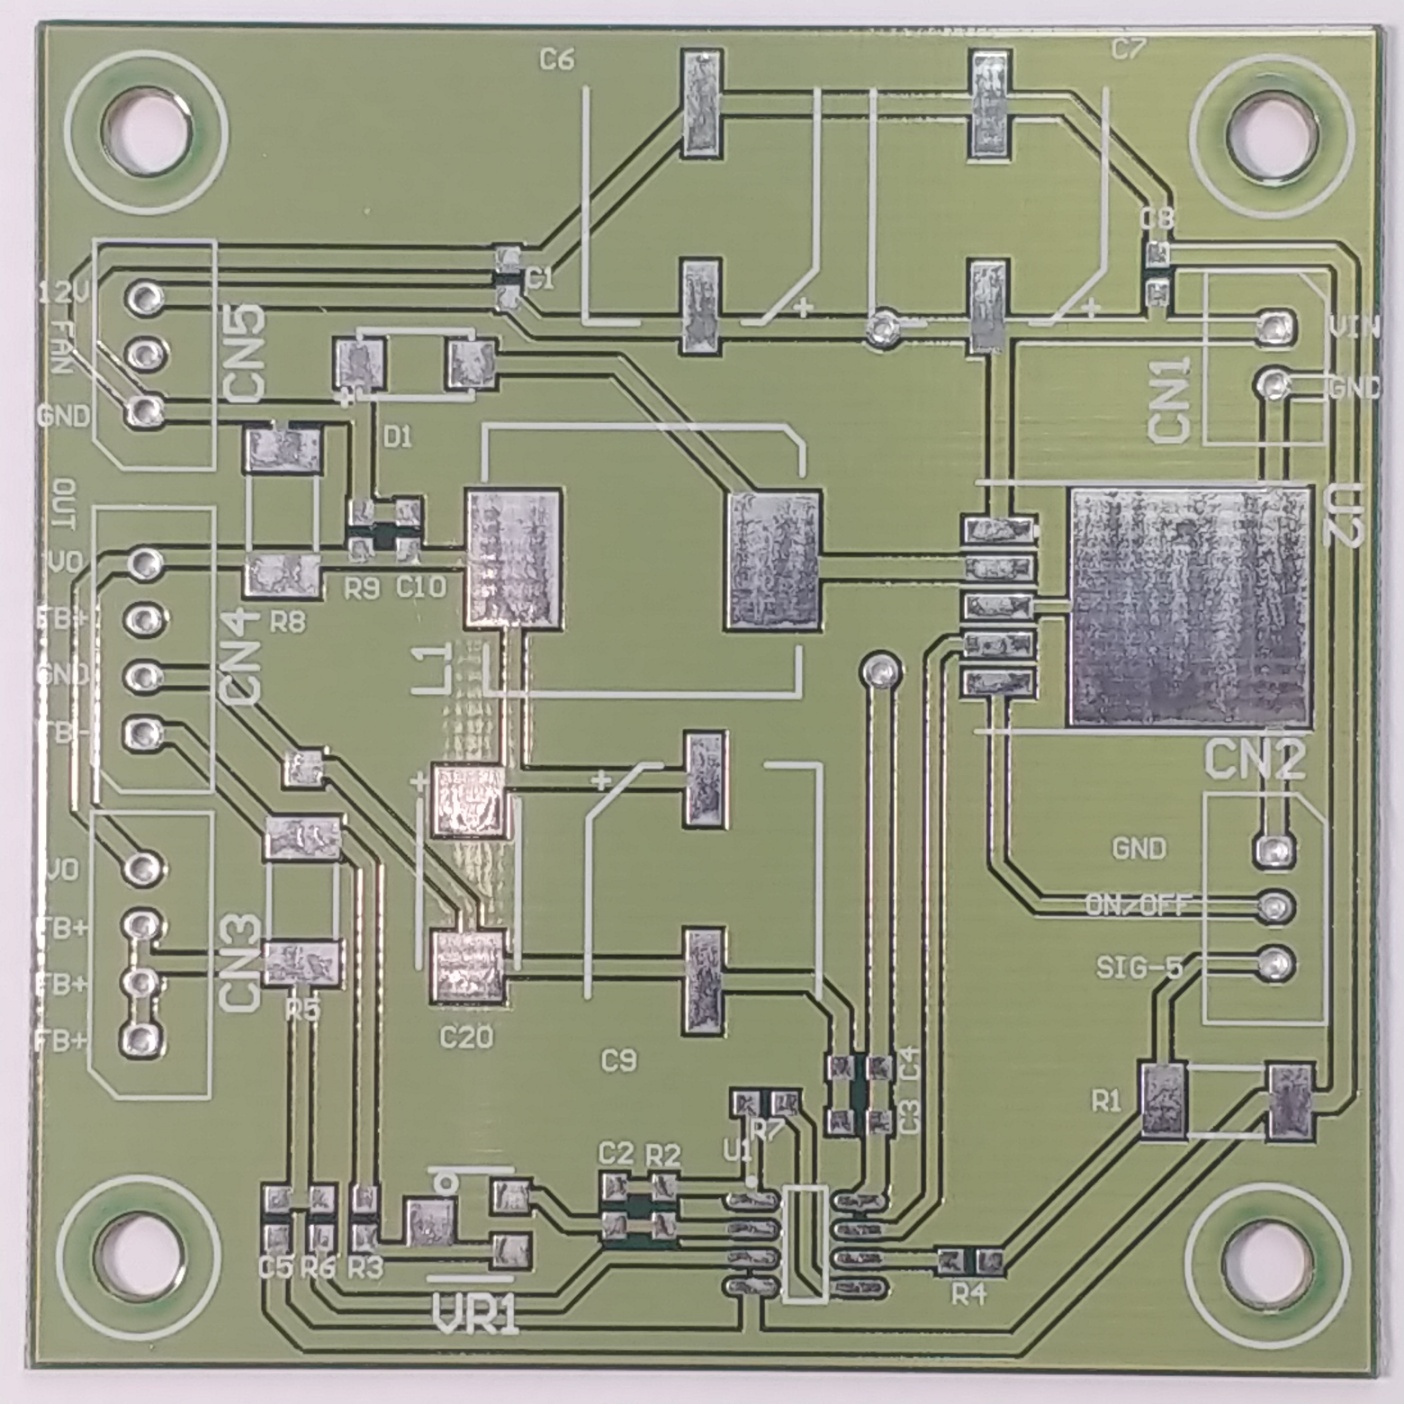 C6
C7
C8
C1
12V
FAN
GND
CN5
VIN
GND
CN1
D1
OUT
U2
VO
FB+
GND
FB-
CN4
R9
C10
R8
L1
+
+
+
+
+
CN2
GND
ON/OFF
SIG-5
VO
FB+
FB+
FB+
CN3
R5
C20
C9
C4
C3
R1
R7
U1
C2
R2
C5
R6
R3
VR1
R4